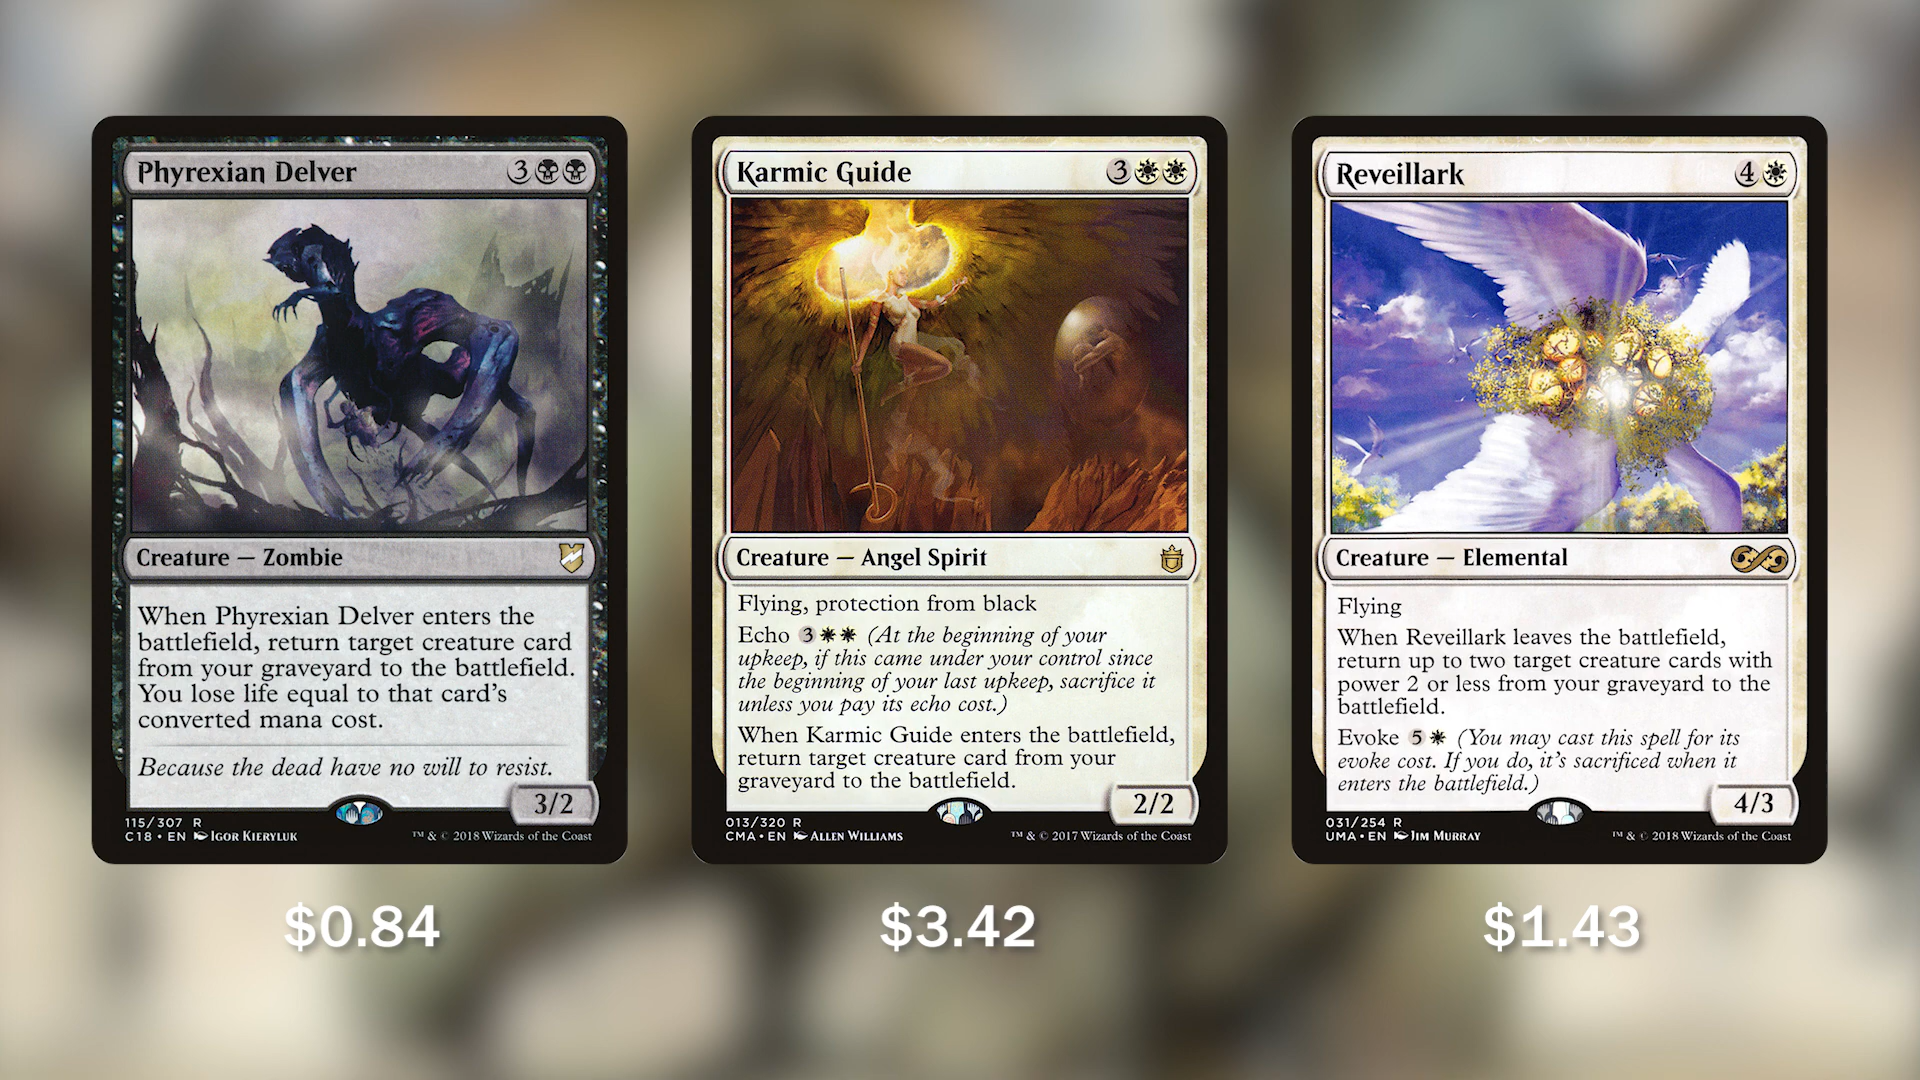 Phyrexian Delver 3
Creature — Zombie
When Phyrexian Delver enters the
battlefield, return target creature card
from your graveyard to the battlefield.
You lose life equal to that card's
converted mana cost.
Because the dead have no will to resist.
3/2
115/307 R
C18 • EN Igor Kieryluk
™ & © 2018 Wizards of the Coast
$0.84
Karmic Guide 3
Creature — Angel Spirit
Flying, protection from black
Echo 3 (At the beginning of your
upkeep, if this came under your control since
the beginning of your last upkeep, sacrifice it
unless you pay its echo cost.)
When Karmic Guide enters the battlefield,
return target creature card from your
graveyard to the battlefield.
2/2
013/320 R
CMA • EN Allen Williams
™ & © 2017 Wizards of the Coast
$3.42
Reveillark 4
Creature — Elemental
Flying
When Reveillark leaves the battlefield,
return up to two target creature cards with
power 2 or less from your graveyard to the
battlefield.
Evoke 5 (You may cast this spell for its
evoke cost. If you do, it's sacrificed when it
enters the battlefield.)
4/3
031/254 R
UMA • EN Jim Murray
™ & © 2018 Wizards of the Coast
$1.43